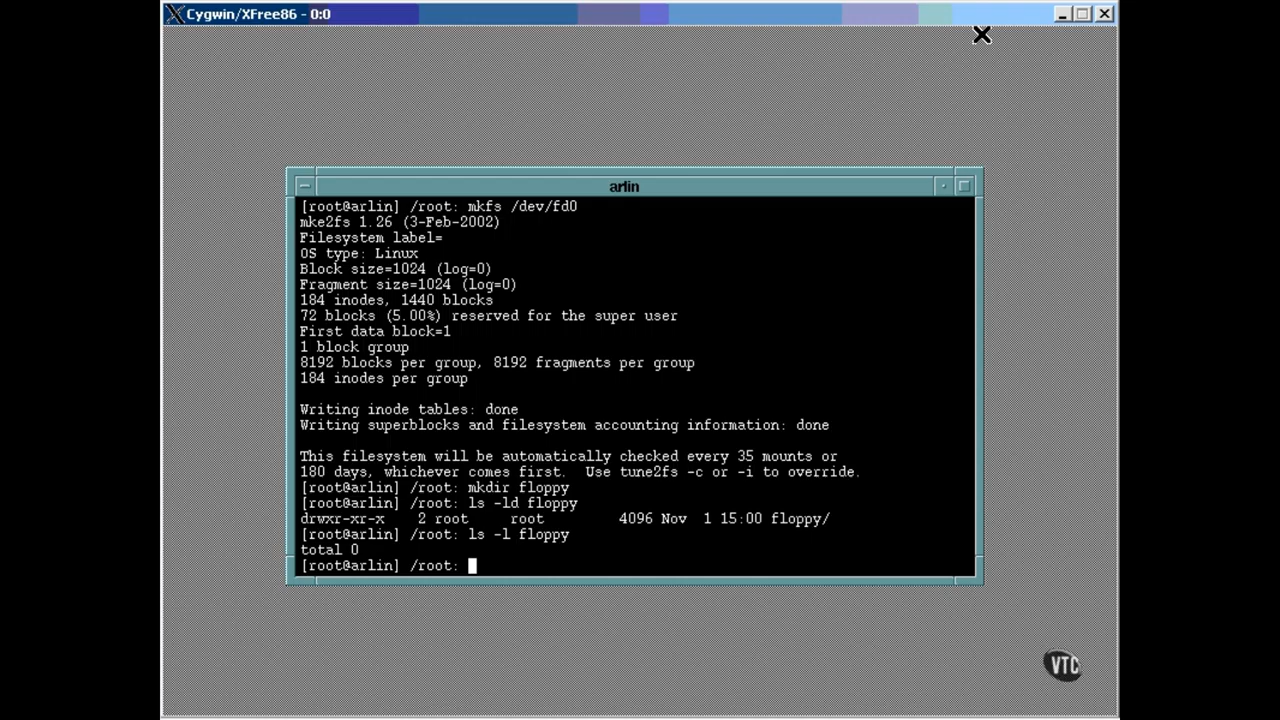 Cygwin/XFree86 - 0:0
arlin
[root@arlin] /root: mkfs /dev/fd0
mke2fs 1.26 (3-Feb-2002)
Filesystem label=
OS type: Linux
Block size=1024 (log=0)
Fragment size=1024 (log=0)
184 inodes, 1440 blocks
72 blocks (5.00%) reserved for the super user
First data block=1
1 block group
8192 blocks per group, 8192 fragments per group
184 inodes per group
Writing inode tables: done
Writing superblocks and filesystem accounting information: done
This filesystem will be automatically checked every 35 mounts or
180 days, whichever comes first.  Use tune2fs -c or -i to override.
[root@arlin] /root: mkdir floppy
[root@arlin] /root: ls -ld floppy
drwxr-xr-x    2 root     root         4096 Nov  1 15:00 floppy/
[root@arlin] /root: ls -l floppy
total 0
[root@arlin] /root:
VTC